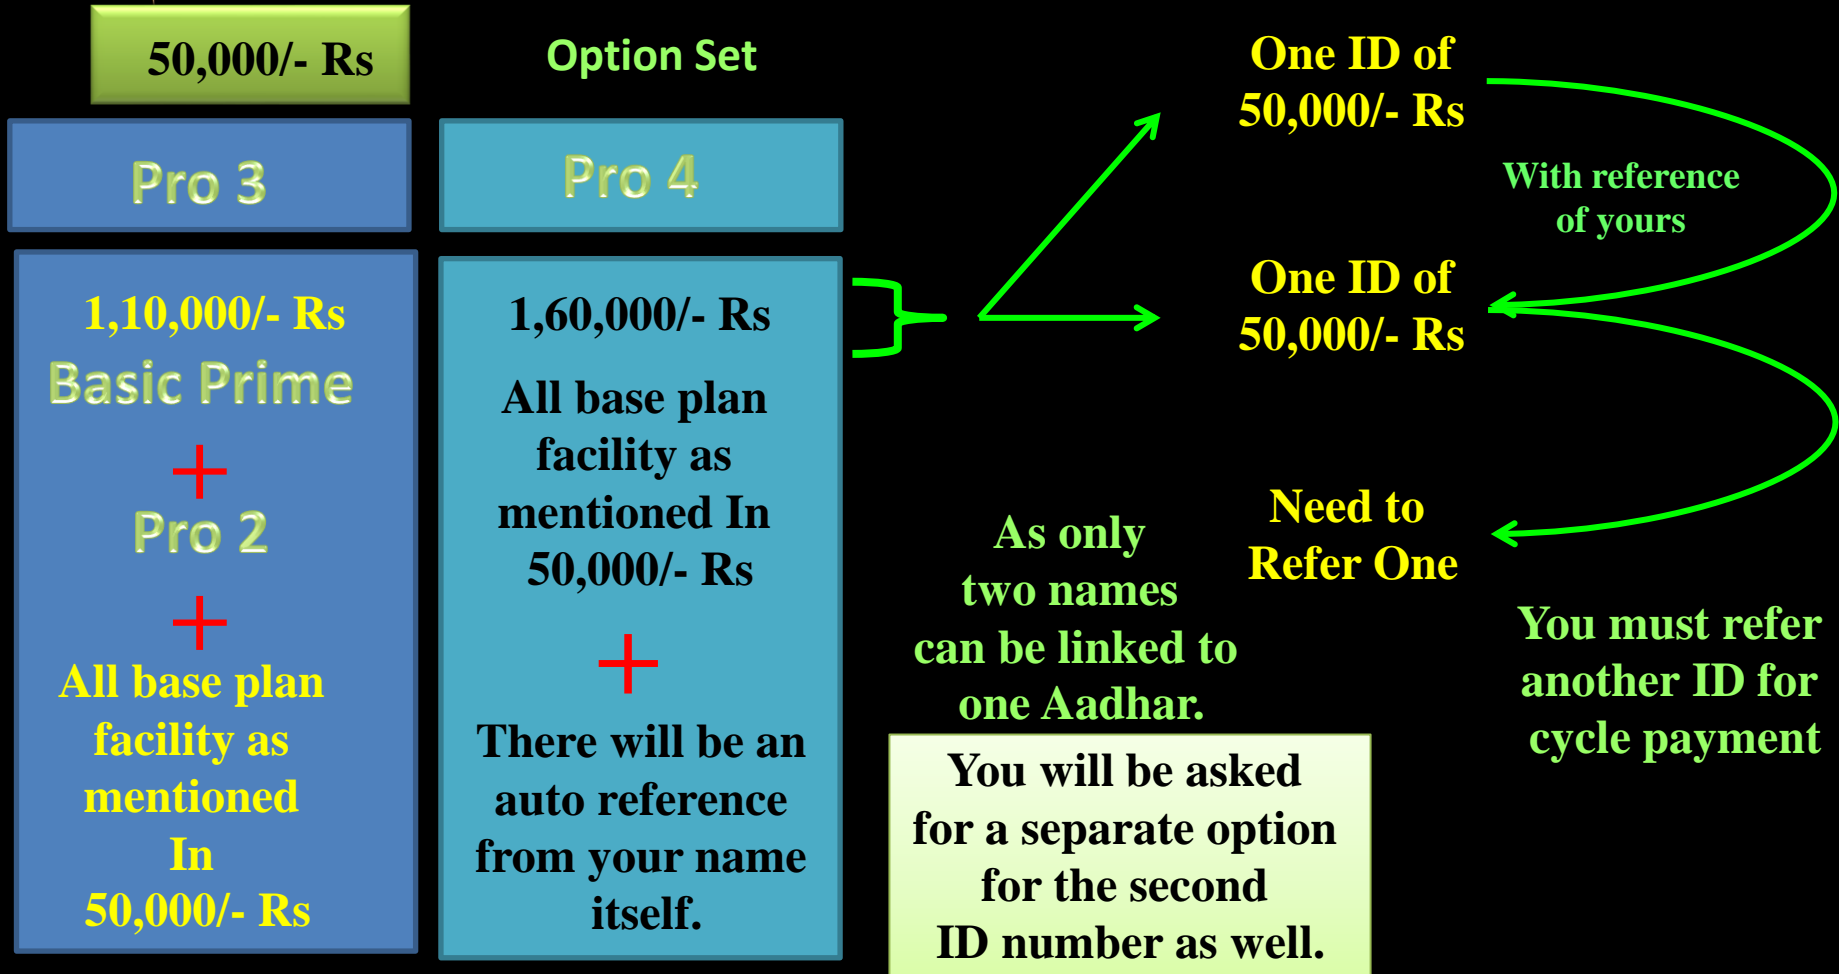 50,000/- Rs
Option Set
Pro 3
1,10,000/- Rs
Basic Prime
+
Pro 2
+
All base plan
facility as
mentioned
In
50,000/- Rs
Pro 4
1,60,000/- Rs
All base plan
facility as
mentioned In
50,000/- Rs
+
There will be an
auto reference
from your name
itself.
One ID of
50,000/- Rs
With reference
of yours
One ID of
50,000/- Rs
Need to
Refer One
As only
two names
can be linked to
one Aadhar.
You must refer
another ID for
cycle payment
You will be asked
for a separate option
for the second
ID number as well.